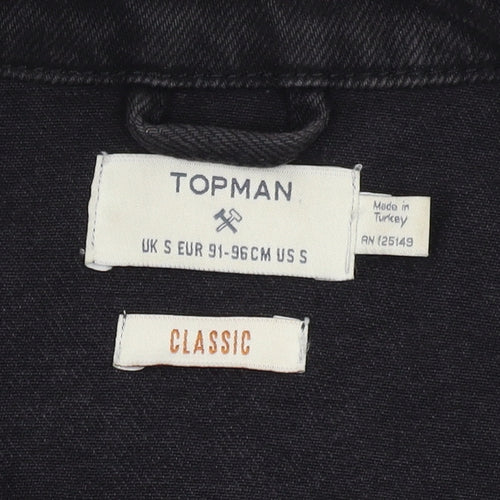 TOPMAN
UK S EUR 91-96CM US S
Made in
Turkey
AN 125149
CLASSIC